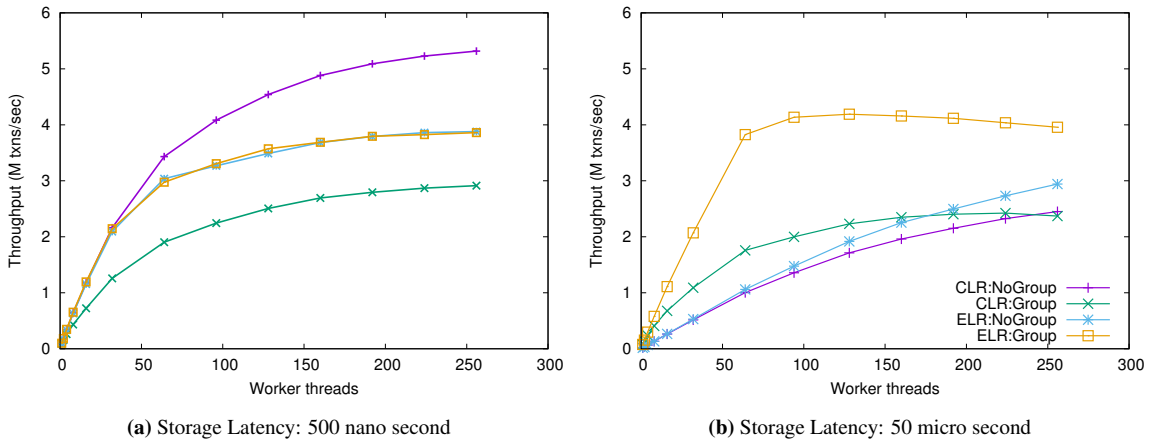 6
5
4
3
2
1
0
0 50 100 150 200 250 300
Throughput (M txns/sec)
Worker threads
(a) Storage Latency: 500 nano second
6
5
4
3
2
1
0
0 50 100 150 200 250 300
Throughput (M txns/sec)
Worker threads
CLR:NoGroup
CLR:Group
ELR:NoGroup
ELR:Group
(b) Storage Latency: 50 micro second